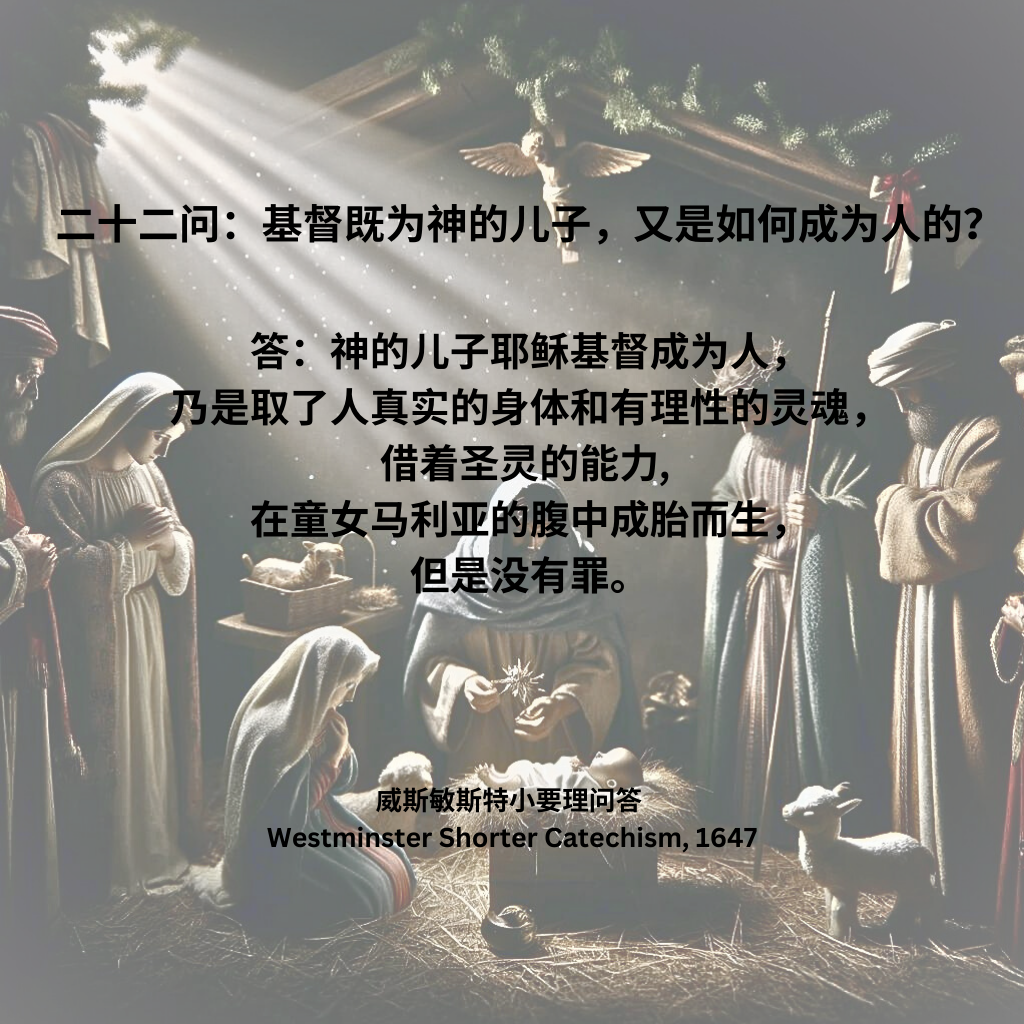 二十二问：基督既为神的儿子，又是如何成为人的？
答：神的儿子耶稣基督成为人，
乃是取了人真实的身体和有理性的灵魂，
借着圣灵的能力,
在童女马利亚的腹中成胎而生，
但是没有罪。
威斯敏斯特小要理问答
Westminster Shorter Catechism, 1647